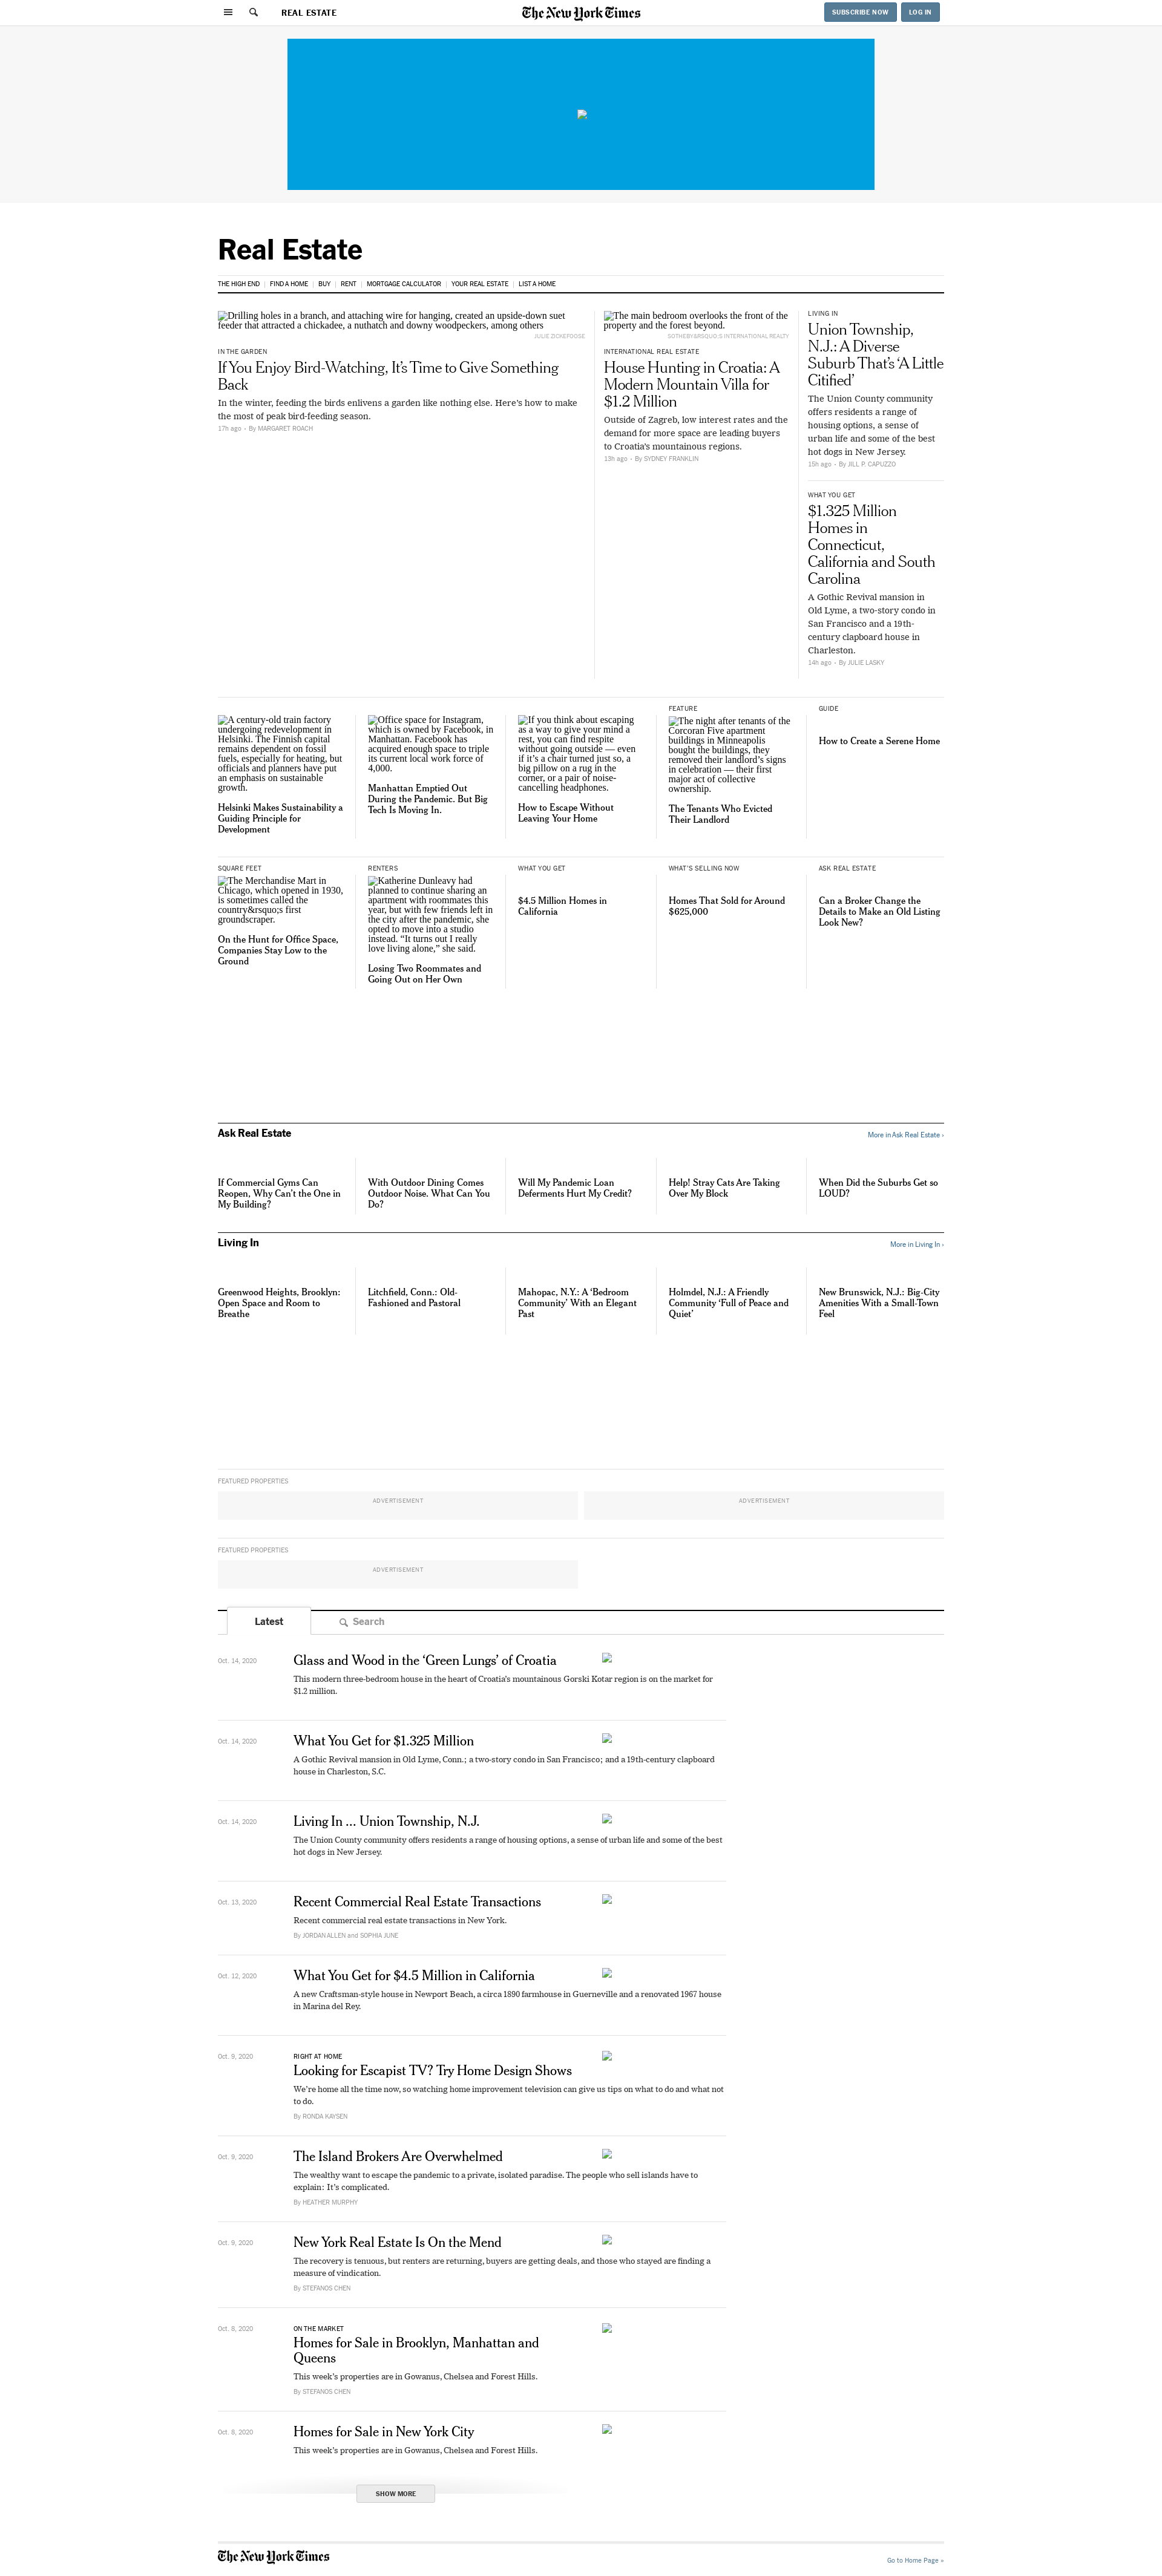 REAL ESTATE
The New York Times
SUBSCRIBE NOW
LOG IN
Real Estate
THE HIGH END
FIND A HOME
BUY
RENT
MORTGAGE CALCULATOR
YOUR REAL ESTATE
LIST A HOME
Drilling holes in a branch, and attaching wire for hanging, created an upside-down suet
feeder that attracted a chickadee, a nuthatch and downy woodpeckers, among others
JULIE ZICKEFOOSE
IN THE GARDEN
If You Enjoy Bird-Watching, It’s Time to Give Something
Back
In the winter, feeding the birds enlivens a garden like nothing else. Here’s how to make
the most of peak bird-feeding season.
17h ago • By MARGARET ROACH
The main bedroom overlooks the front of the
property and the forest beyond.
SOTHEBY&RSQUO;S INTERNATIONAL REALTY
INTERNATIONAL REAL ESTATE
House Hunting in Croatia: A
Modern Mountain Villa for
$1.2 Million
Outside of Zagreb, low interest rates and the
demand for more space are leading buyers
to Croatia’s mountainous regions.
13h ago • By SYDNEY FRANKLIN
LIVING IN
Union Township,
N.J.: A Diverse
Suburb That’s ‘A Little
Citified’
The Union County community
offers residents a range of
housing options, a sense of
urban life and some of the best
hot dogs in New Jersey.
15h ago • By JILL P. CAPUZZO
WHAT YOU GET
$1.325 Million
Homes in
Connecticut,
California and South
Carolina
A Gothic Revival mansion in
Old Lyme, a two-story condo in
San Francisco and a 19th-
century clapboard house in
Charleston.
14h ago • By JULIE LASKY
A century-old train factory
undergoing redevelopment in
Helsinki. The Finnish capital
remains dependent on fossil
fuels, especially for heating, but
officials and planners have put
an emphasis on sustainable
growth.
Helsinki Makes Sustainability a
Guiding Principle for
Development
Office space for Instagram,
which is owned by Facebook, in
Manhattan. Facebook has
acquired enough space to triple
its current local work force of
4,000.
Manhattan Emptied Out
During the Pandemic. But Big
Tech Is Moving In.
If you think about escaping
as a way to give your mind a
rest, you can find respite
without going outside — even
if it’s a chair turned just so, a
big pillow on a rug in the
corner, or a pair of noise-
cancelling headphones.
How to Escape Without
Leaving Your Home
FEATURE
The night after tenants of the
Corcoran Five apartment
buildings in Minneapolis
bought the buildings, they
removed their landlord’s signs
in celebration — their first
major act of collective
ownership.
The Tenants Who Evicted
Their Landlord
GUIDE
How to Create a Serene Home
SQUARE FEET
The Merchandise Mart in
Chicago, which opened in 1930,
is sometimes called the
country&rsquo;s first
groundscraper.
On the Hunt for Office Space,
Companies Stay Low to the
Ground
RENTERS
Katherine Dunleavy had
planned to continue sharing an
apartment with roommates this
year, but with few friends left in
the city after the pandemic, she
opted to move into a studio
instead. “It turns out I really
love living alone,” she said.
Losing Two Roommates and
Going Out on Her Own
WHAT YOU GET
$4.5 Million Homes in
California
WHAT'S SELLING NOW
Homes That Sold for Around
$625,000
ASK REAL ESTATE
Can a Broker Change the
Details to Make an Old Listing
Look New?
Ask Real Estate
More in Ask Real Estate ›
If Commercial Gyms Can
Reopen, Why Can’t the One in
My Building?
With Outdoor Dining Comes
Outdoor Noise. What Can You
Do?
Will My Pandemic Loan
Deferments Hurt My Credit?
Help! Stray Cats Are Taking
Over My Block
When Did the Suburbs Get so
LOUD?
Living In
More in Living In ›
Greenwood Heights, Brooklyn:
Open Space and Room to
Breathe
Litchfield, Conn.: Old-
Fashioned and Pastoral
Mahopac, N.Y.: A ‘Bedroom
Community’ With an Elegant
Past
Holmdel, N.J.: A Friendly
Community ‘Full of Peace and
Quiet’
New Brunswick, N.J.: Big-City
Amenities With a Small-Town
Feel
FEATURED PROPERTIES
ADVERTISEMENT
ADVERTISEMENT
FEATURED PROPERTIES
ADVERTISEMENT
Latest
Search
Oct. 14, 2020
Glass and Wood in the ‘Green Lungs’ of Croatia
This modern three-bedroom house in the heart of Croatia’s mountainous Gorski Kotar region is on the market for
$1.2 million.
Oct. 14, 2020
What You Get for $1.325 Million
A Gothic Revival mansion in Old Lyme, Conn.; a two-story condo in San Francisco; and a 19th-century clapboard
house in Charleston, S.C.
Oct. 14, 2020
Living In ... Union Township, N.J.
The Union County community offers residents a range of housing options, a sense of urban life and some of the best
hot dogs in New Jersey.
Oct. 13, 2020
Recent Commercial Real Estate Transactions
Recent commercial real estate transactions in New York.
By JORDAN ALLEN and SOPHIA JUNE
Oct. 12, 2020
What You Get for $4.5 Million in California
A new Craftsman-style house in Newport Beach, a circa 1890 farmhouse in Guerneville and a renovated 1967 house
in Marina del Rey.
Oct. 9, 2020
RIGHT AT HOME
Looking for Escapist TV? Try Home Design Shows
We’re home all the time now, so watching home improvement television can give us tips on what to do and what not
to do.
By RONDA KAYSEN
Oct. 9, 2020
The Island Brokers Are Overwhelmed
The wealthy want to escape the pandemic to a private, isolated paradise. The people who sell islands have to
explain: It’s complicated.
By HEATHER MURPHY
Oct. 9, 2020
New York Real Estate Is On the Mend
The recovery is tenuous, but renters are returning, buyers are getting deals, and those who stayed are finding a
measure of vindication.
By STEFANOS CHEN
Oct. 8, 2020
ON THE MARKET
Homes for Sale in Brooklyn, Manhattan and
Queens
This week’s properties are in Gowanus, Chelsea and Forest Hills.
By STEFANOS CHEN
Oct. 8, 2020
Homes for Sale in New York City
This week’s properties are in Gowanus, Chelsea and Forest Hills.
SHOW MORE
The New York Times
Go to Home Page »